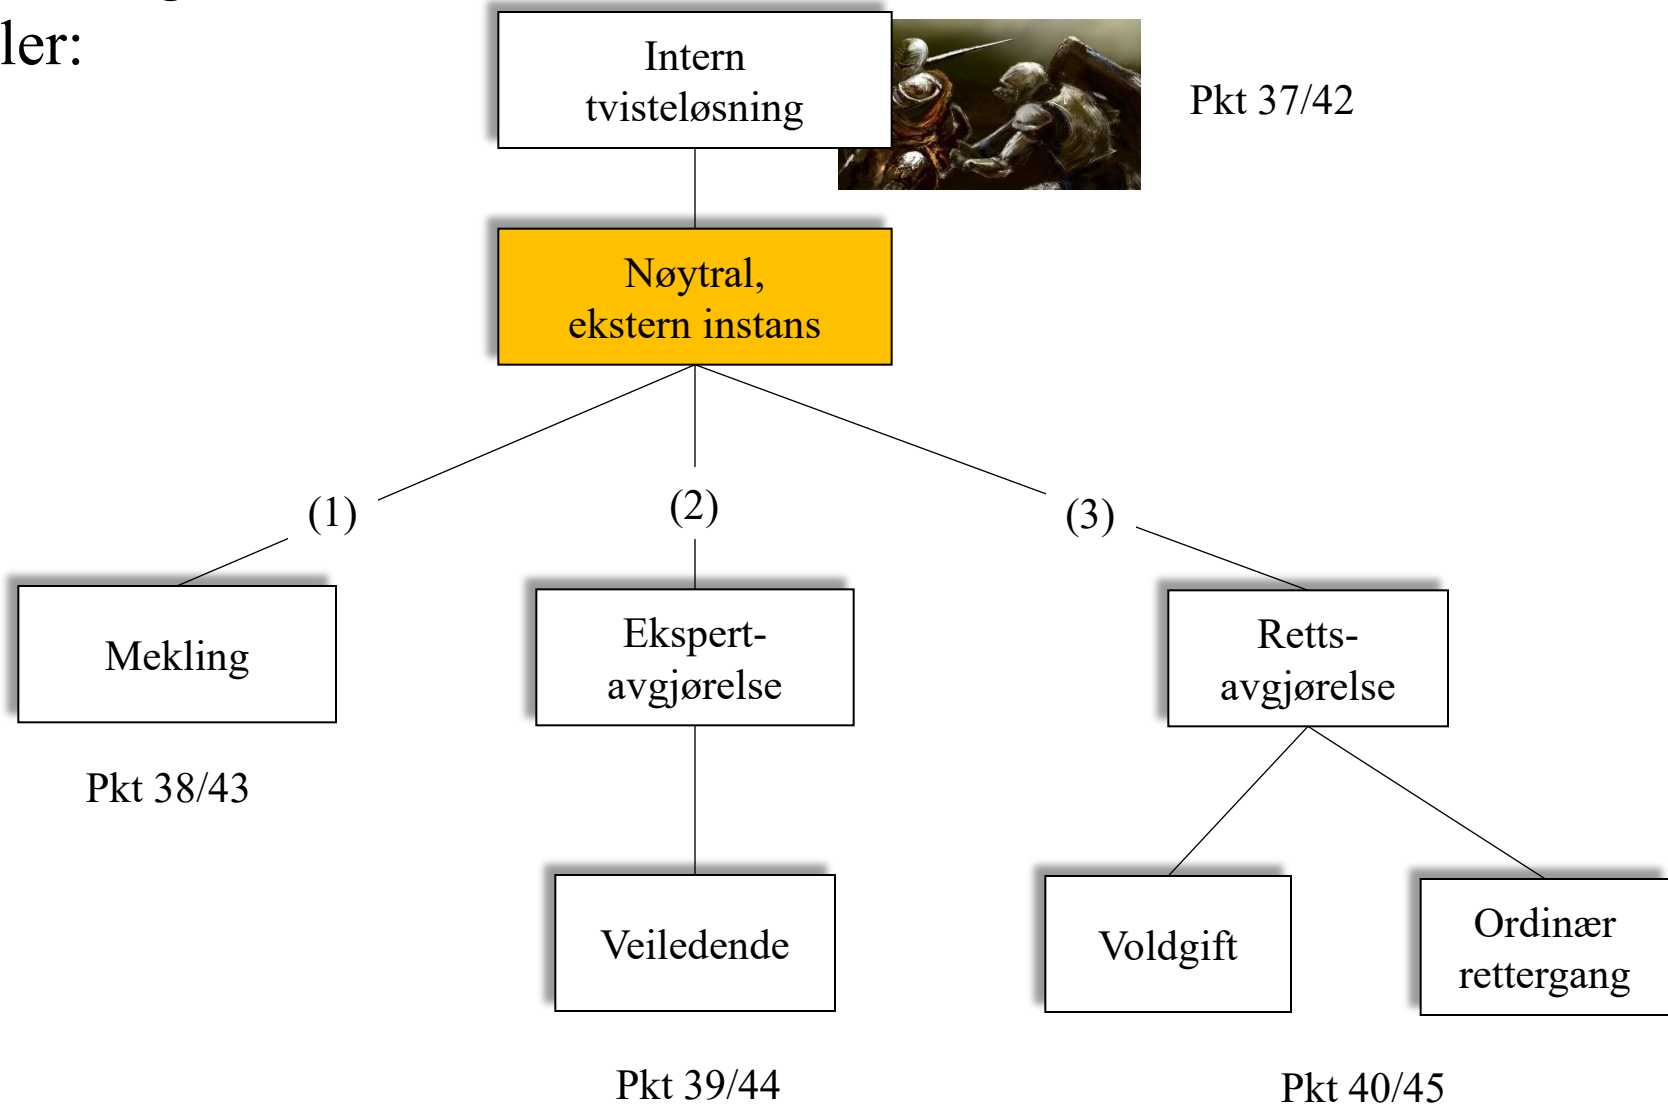 ler:
Intern
tvisteløsning
Pkt 37/42
Nøytral,
ekstern instans
(1)
(2)
(3)
Mekling
Ekspert-
avgjørelse
Retts-
avgjørelse
Pkt 38/43
Veiledende
Voldgift
Ordinær
rettergang
Pkt 39/44
Pkt 40/45